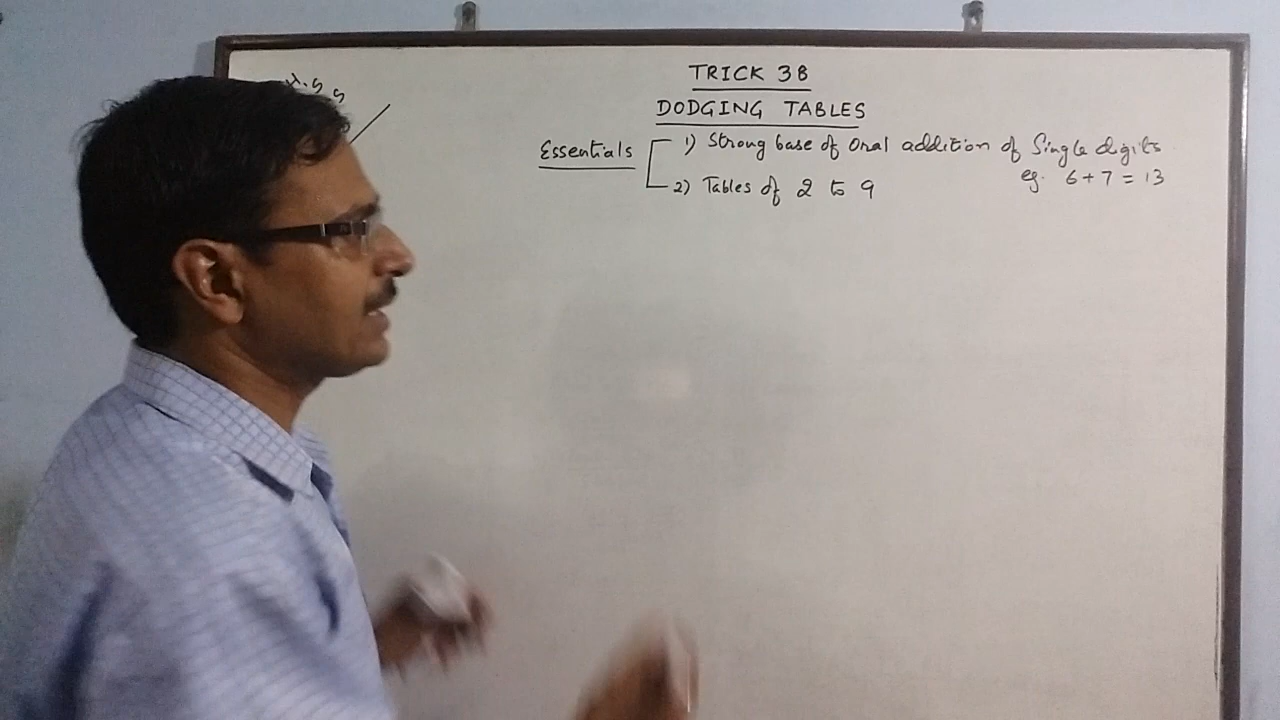 TRICK 3B
DODGING TABLES
Essentials 1) Strong base of Oral addition of Single digits
eg. 6+7=13
2) Tables of 2 to 9